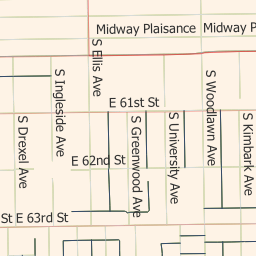 Midway Plaisance
Midway P
S Ellis Ave
E 61st St
S Ingleside Ave
S Woodlawn Ave
S Drexel Ave
S Greenwood Ave
S University Ave
S Kimbark Ave
E 62nd St
St E 63rd St